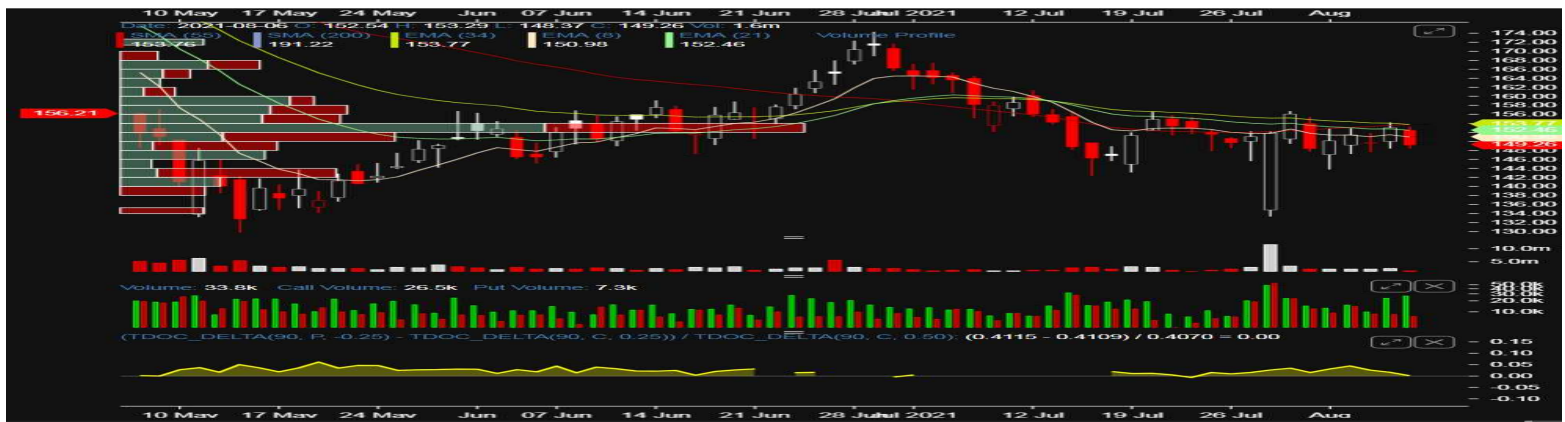 10 May 17 May 24 May Jun 07 Jun 14 Jun 21 Jun 28 Jun 2021 12 Jul 19 Jul 26 Jul Aug
Date: 2021-08-06 O: 152.54 H: 153.29 L: 148.37 C: 149.26 Vol: 1.6m
SMA (55) SMA (200) EMA (34) EMA (8) EMA (21) Volume Profile
153.76 191.22 153.77 150.98 152.46
174.00
172.00
170.00
168.00
166.00
164.00
162.00
160.00
158.00
156.00
156.21
153.77
152.46
149.26
146.00
144.00
142.00
140.00
138.00
136.00
134.00
132.00
130.00
10.0m
5.0m
Volume: 33.8k Call Volume: 26.5k Put Volume: 7.3k
20.0k
10.0k
(TDOC_DELTA(90, P, -0.25) - TDOC_DELTA(90, C, 0.25)) / TDOC_DELTA(90, C, 0.50): (0.4115 - 0.4109) / 0.4070 = 0.00
0.15
0.10
0.05
0.00
-0.05
-0.10
10 May 17 May 24 May Jun 07 Jun 14 Jun 21 Jun 28 Jun 2021 12 Jul 19 Jul 26 Jul Aug